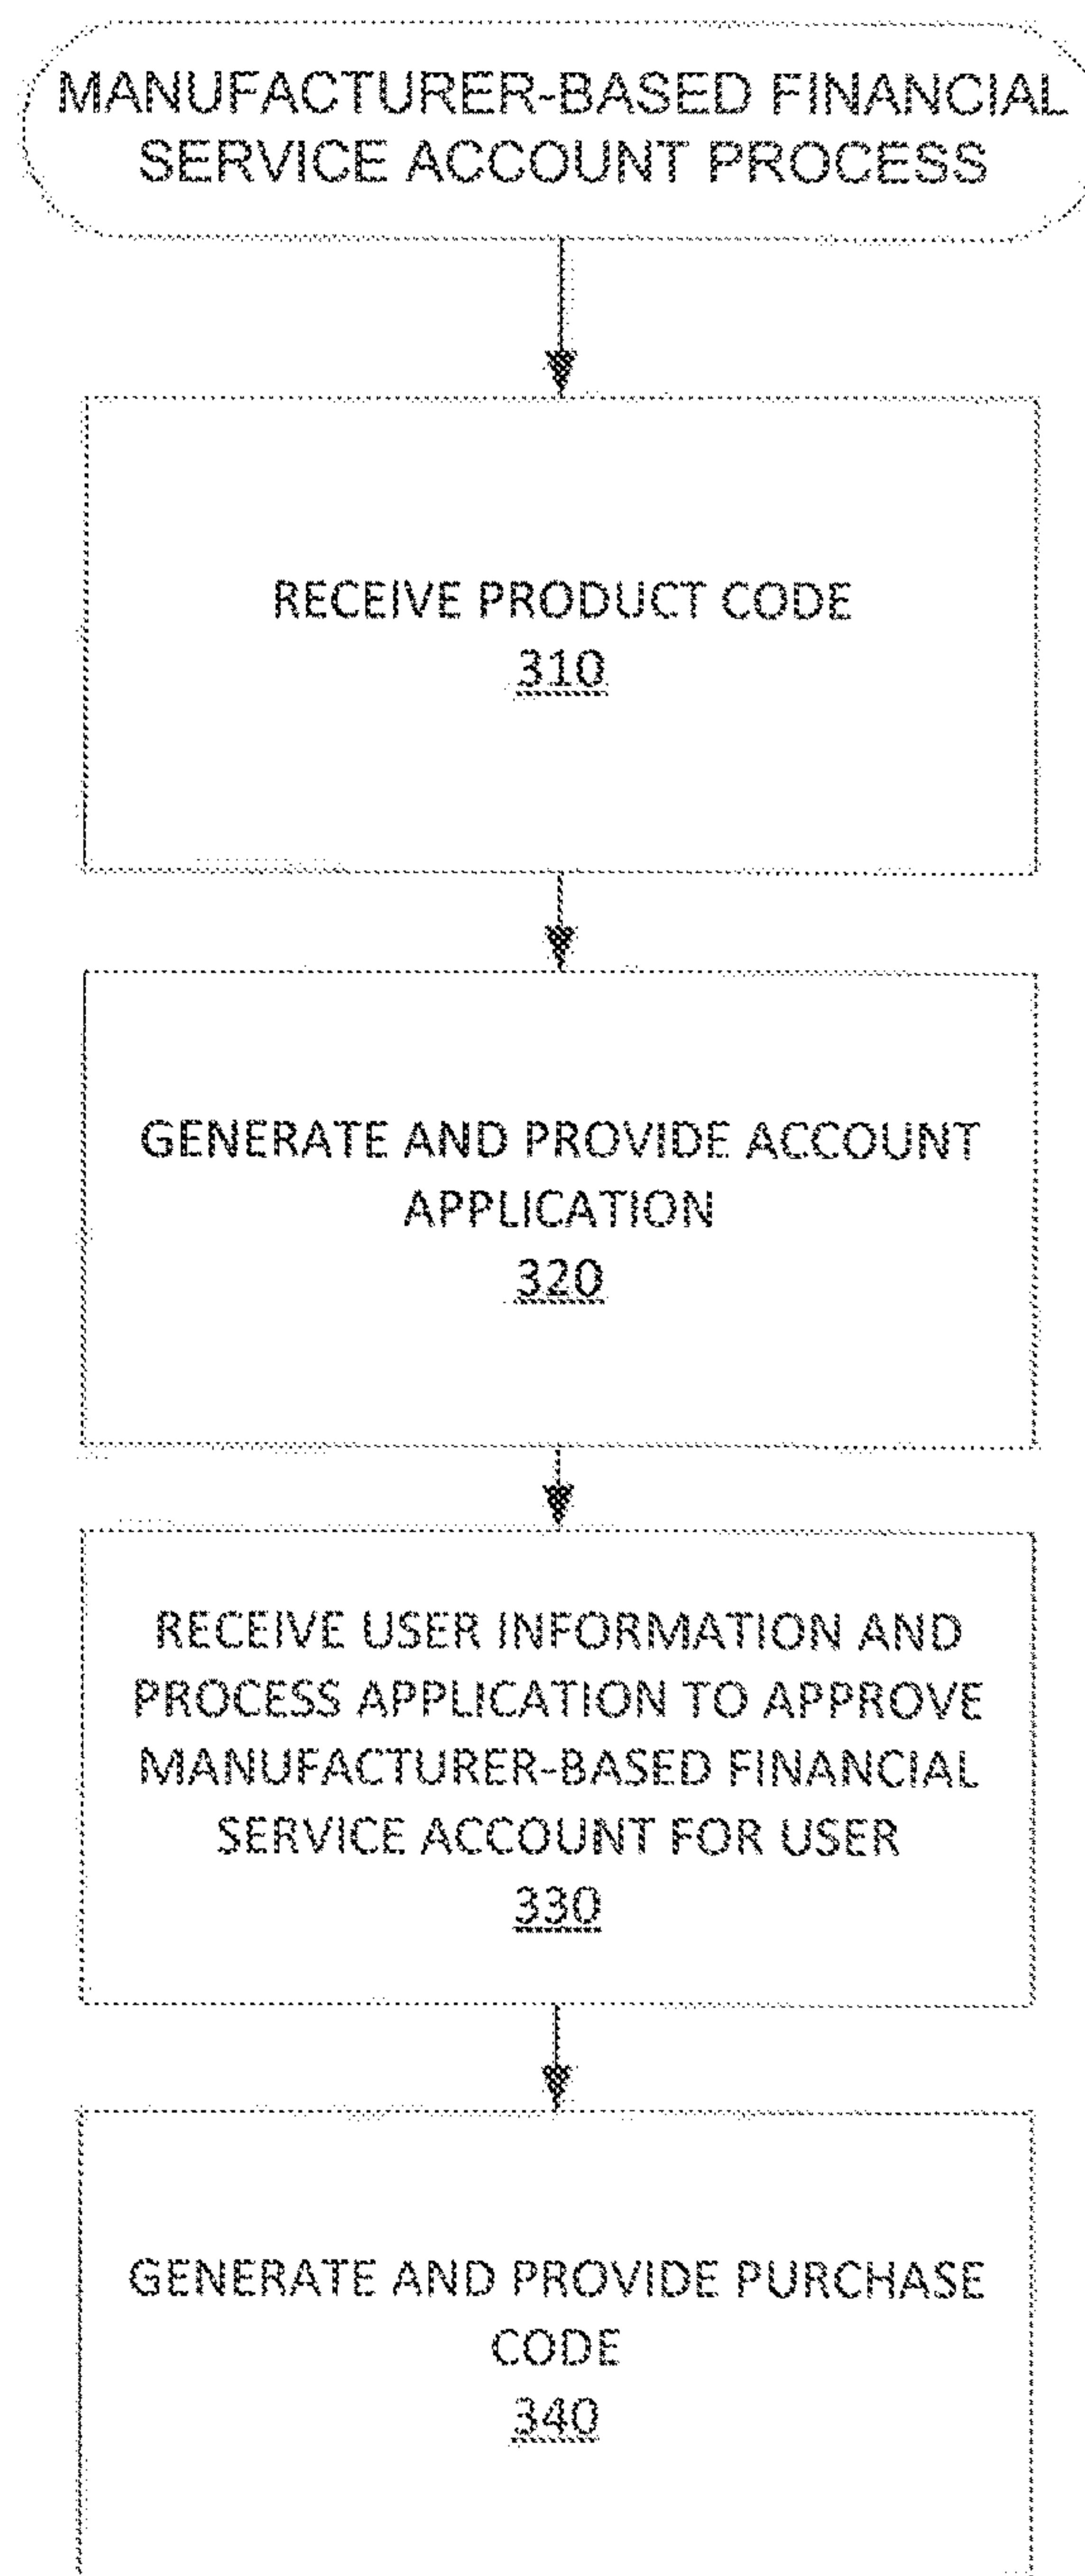 MANUFACTURER-BASED FINANCIAL
SERVICE ACCOUNT PROCESS
RECEIVE PRODUCT CODE
310
GENERATE AND PROVIDE ACCOUNT
APPLICATION
320
RECEIVE USER INFORMATION AND
PROCESS APPLICATION TO APPROVE
MANUFACTURER-BASED FINANCIAL
SERVICE ACCOUNT FOR USER
330
GENERATE AND PROVIDE PURCHASE
CODE
340